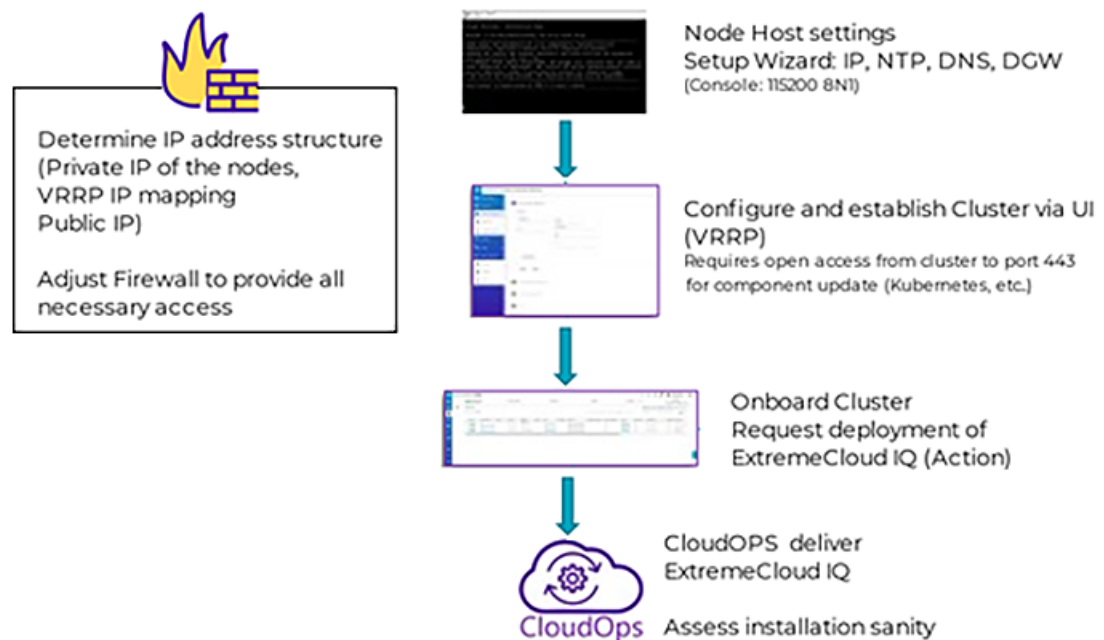 Determine IP address structure
(Private IP of the nodes,
VRRP IP mapping
Public IP)
Adjust Firewall to provide all
necessary access
Node Host settings
Setup Wizard: IP, NTP, DNS, DGW
(Console: 115200 8N1)
Configure and establish Cluster via UI
(VRRP)
Requires open access from cluster to port 443
for component update (Kubernetes, etc.)
Onboard Cluster
Request deployment of
ExtremeCloud IQ (Action)
CloudOPS deliver
ExtremeCloud IQ
CloudOps
Assess installation sanity